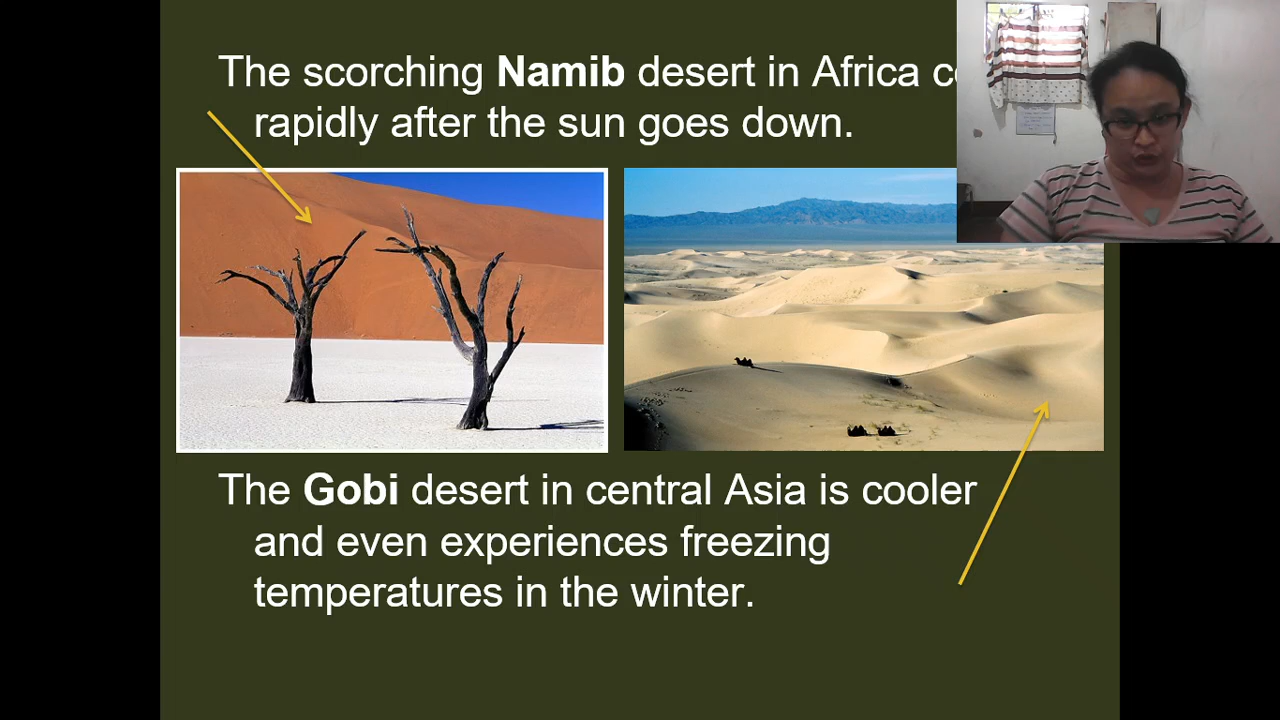 The scorching Namib desert in Africa
rapidly after the sun goes down.
The Gobi desert in central Asia is cooler
and even experiences freezing
temperatures in the winter.